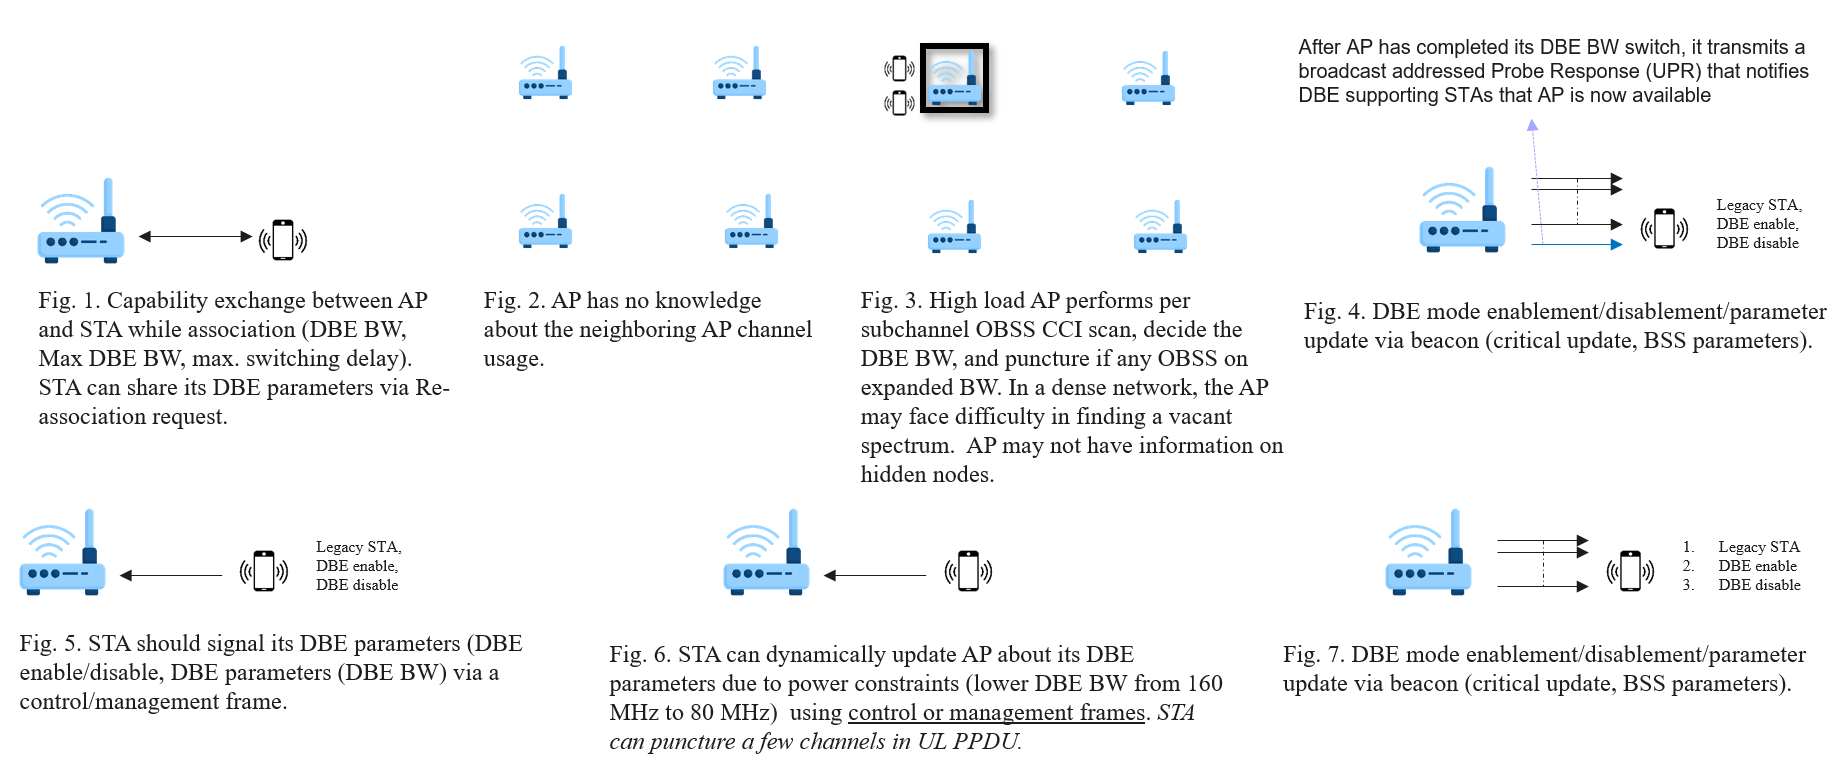 After AP has completed its DBE BW switch, it transmits a
broadcast addressed Probe Response (UPR) that notifies
DBE supporting STAs that AP is now available
Legacy STA,
DBE enable,
DBE disable
Fig. 1. Capability exchange between AP
and STA while association (DBE BW,
Max DBE BW, max. switching delay).
STA can share its DBE parameters via Re-
association request.
Fig. 2. AP has no knowledge
about the neighboring AP channel
usage.
Fig. 3. High load AP performs per
subchannel OBSS CCI scan, decide the
DBE BW, and puncture if any OBSS on
expanded BW. In a dense network, the AP
may face difficulty in finding a vacant
spectrum.  AP may not have information on
hidden nodes.
Fig. 4. DBE mode enablement/disablement/parameter
update via beacon (critical update, BSS parameters).
Legacy STA,
DBE enable,
DBE disable
1. Legacy STA
2. DBE enable
3. DBE disable
Fig. 5. STA should signal its DBE parameters (DBE
enable/disable, DBE parameters (DBE BW) via a
control/management frame.
Fig. 6. STA can dynamically update AP about its DBE
parameters due to power constraints (lower DBE BW from 160
MHz to 80 MHz)  using control or management frames. STA
can puncture a few channels in UL PPDU.
Fig. 7. DBE mode enablement/disablement/parameter
update via beacon (critical update, BSS parameters).